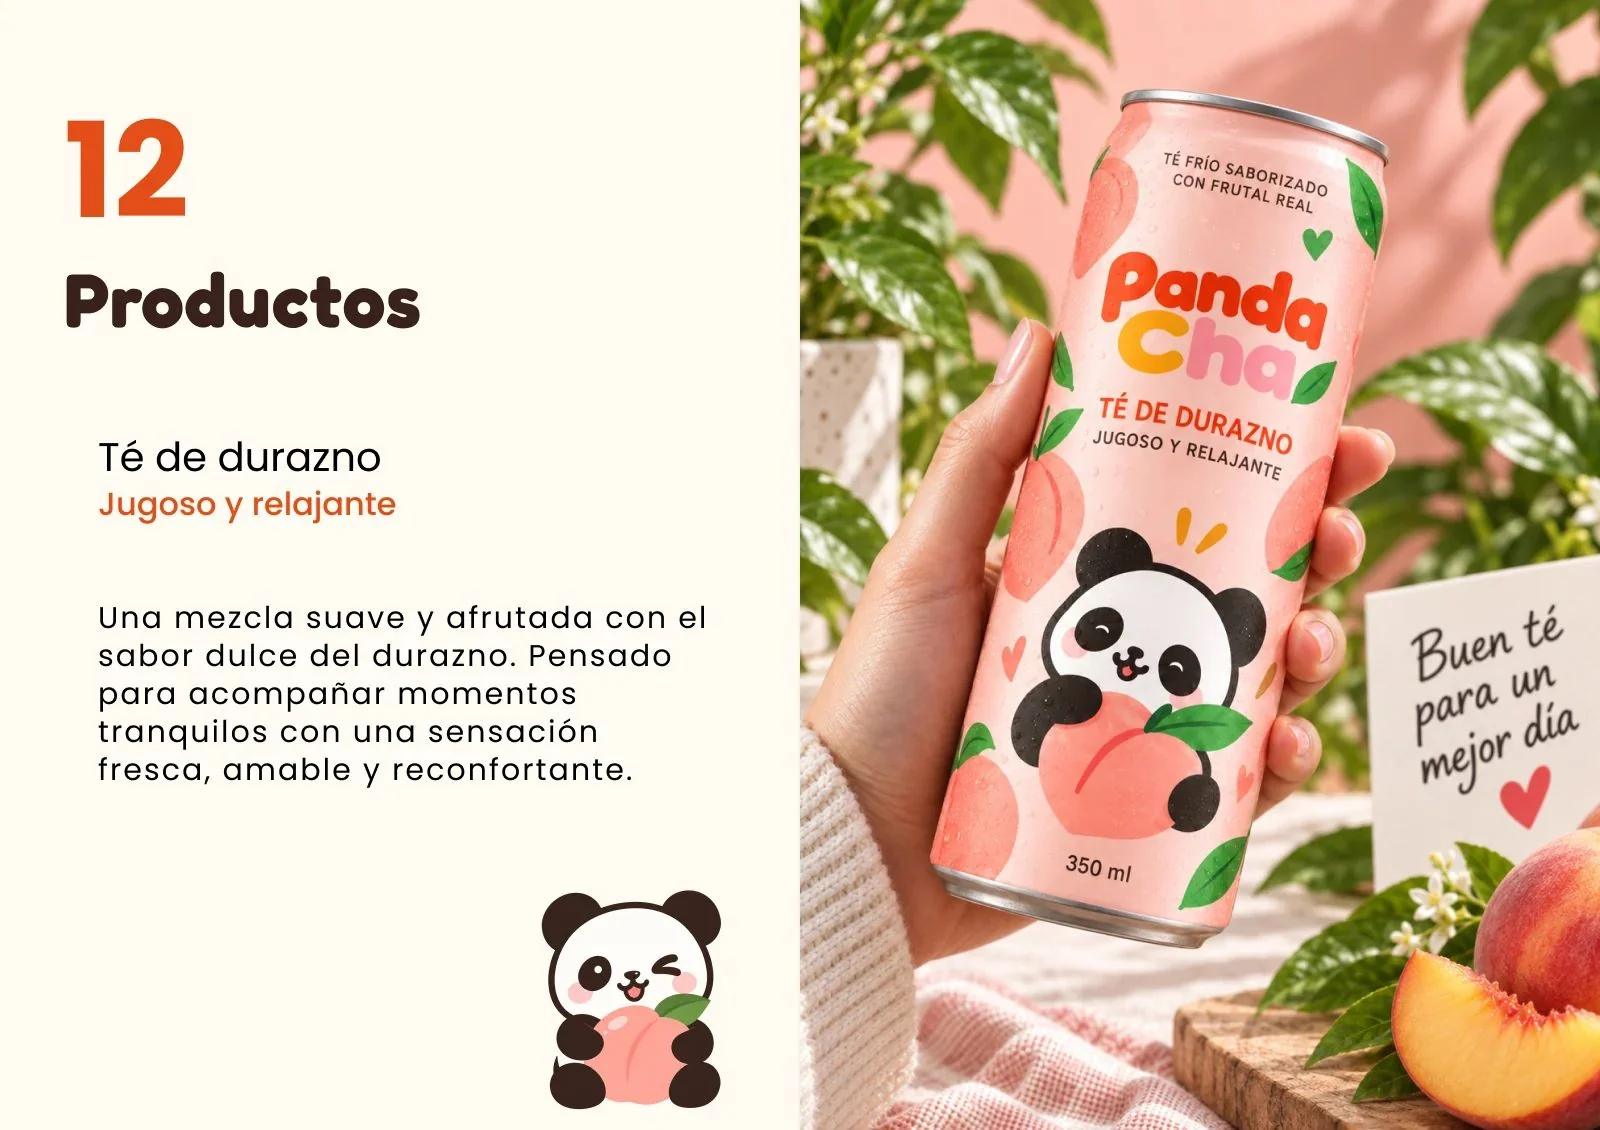 12
Productos
Té de durazno
Jugoso y relajante
Una mezcla suave y afrutada con el
sabor dulce del durazno. Pensado
para acompañar momentos
tranquilos con una sensación
fresca, amable y reconfortante.
TÉ FRÍO SABORIZADO
CON FRUTAL REAL
Panda
Cha
TÉ DE DURAZNO
JUGOSO Y RELAJANTE
350 ml
Buen té
para un
mejor día